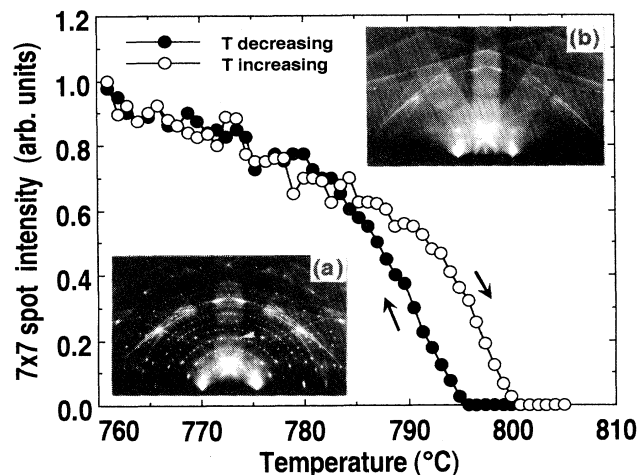 T decreasing
T increasing
(b)
(a)
7x7 spot intensity (arb. units)
1.2
1.0
0.8
0.6
0.4
0.2
0.0
760 770 780 790 800 810
Temperature (°C)